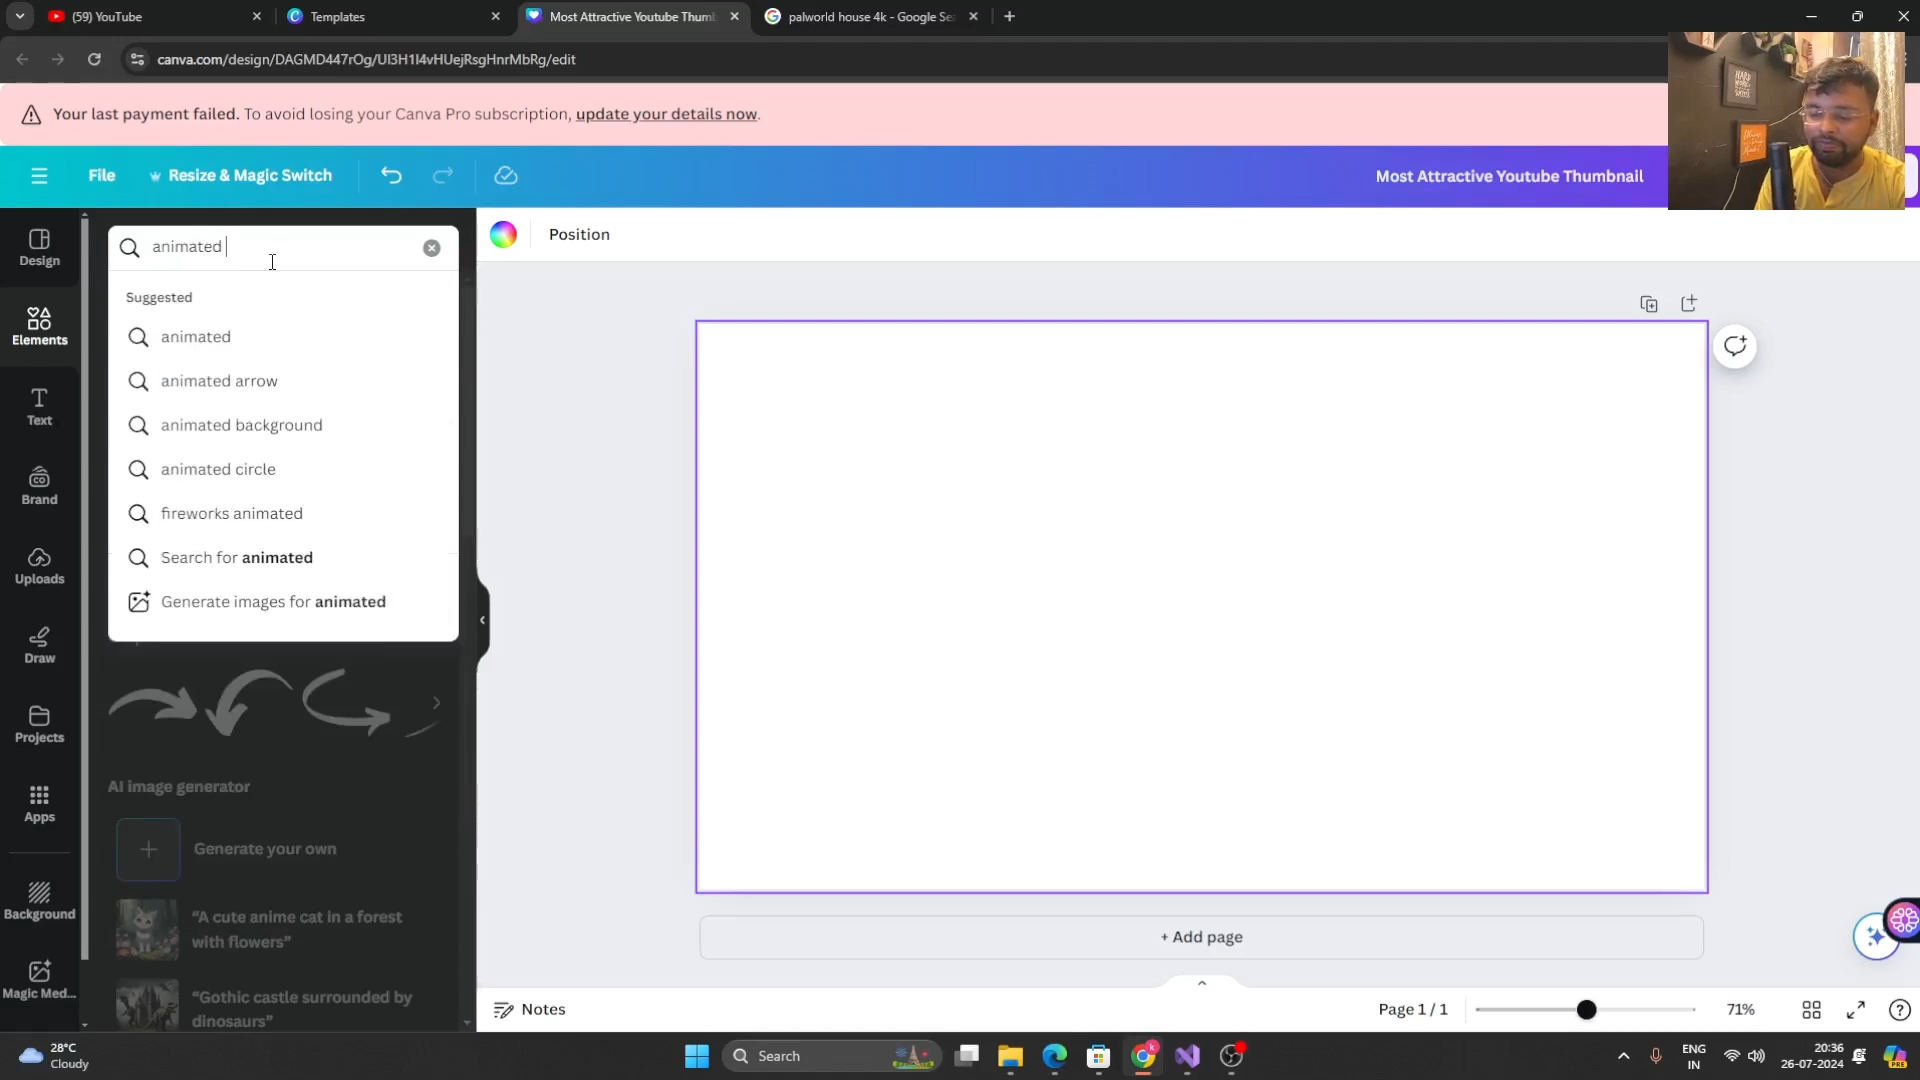 (59) YouTube
Templates
Most Attractive Youtube Thumb
palworld house 4k - Google Se
canva.com/design/DAGMD447rOg/UI3H1I4vHUejRsgHnrMbRg/edit
Your last payment failed. To avoid losing your Canva Pro subscription, update your details now.
File
Resize & Magic Switch
Most Attractive Youtube Thumbnail
HARD WORK
Design
Elements
Text
Brand
Uploads
Draw
Projects
Apps
Background
Magic Med...
animated
Suggested
animated
animated arrow
animated background
animated circle
fireworks animated
Search for animated
Generate images for animated
AI image generator
Generate your own
“A cute anime cat in a forest
with flowers”
“Gothic castle surrounded by
dinosaurs”
Position
+ Add page
Notes
Page 1 / 1
71%
28°C
Cloudy
Search
ENG
IN
20:36
26-07-2024